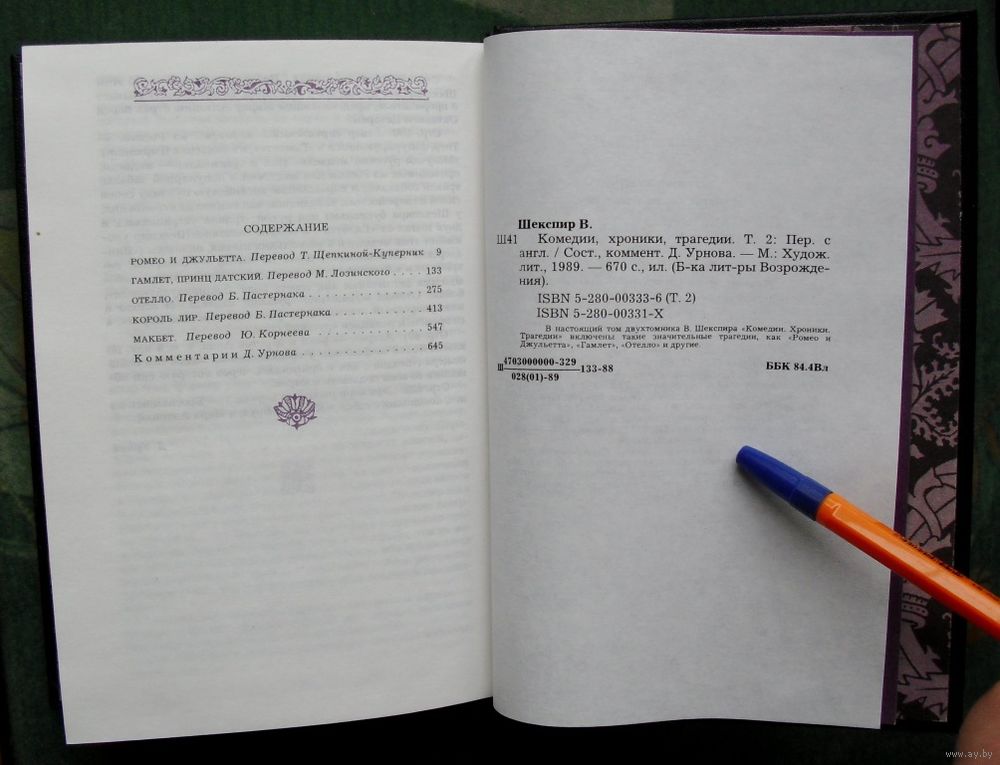 СОДЕРЖАНИЕ
РОМЕО И ДЖУЛЬЕТТА. Перевод Т. Щепкиной-Куперник 9
ГАМЛЕТ, ПРИНЦ ДАТСКИЙ. Перевод М. Лозинского . . . . 133
ОТЕЛЛО. Перевод Б. Пастернака . . . . . . . . . . . . 275
КОРОЛЬ ЛИР. Перевод Б. Пастернака . . . . . . . . . . 413
МАКБЕТ. Перевод Ю. Корнеева . . . . . . . . . . . . 547
Комментарии Д. Урнова . . . . . . . . . . . . . 645
Шекспир В.
Ш41 Комедии, хроники, трагедии. Т. 2: Пер. с
англ. / Сост., коммент. Д. Урнова. — М.: Худож.
лит., 1989. — 670 с., ил. (Б-ка лит-ры Возрожде-
ния).
ISBN 5-280-00333-6 (Т. 2)
ISBN 5-280-00331-X
В настоящий том двухтомника В. Шекспира «Комедии. Хроники.
Трагедии» включены такие значительные трагедии, как «Ромео и
Джульетта», «Гамлет», «Отелло» и другие.
Ш 4703000000-329 133-88
028(01)-89
ББК 84.4Вл
www.ay.by